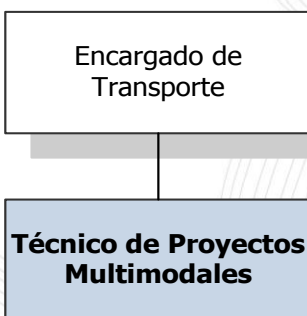 Encargado de
Transporte
Técnico de Proyectos
Multimodales